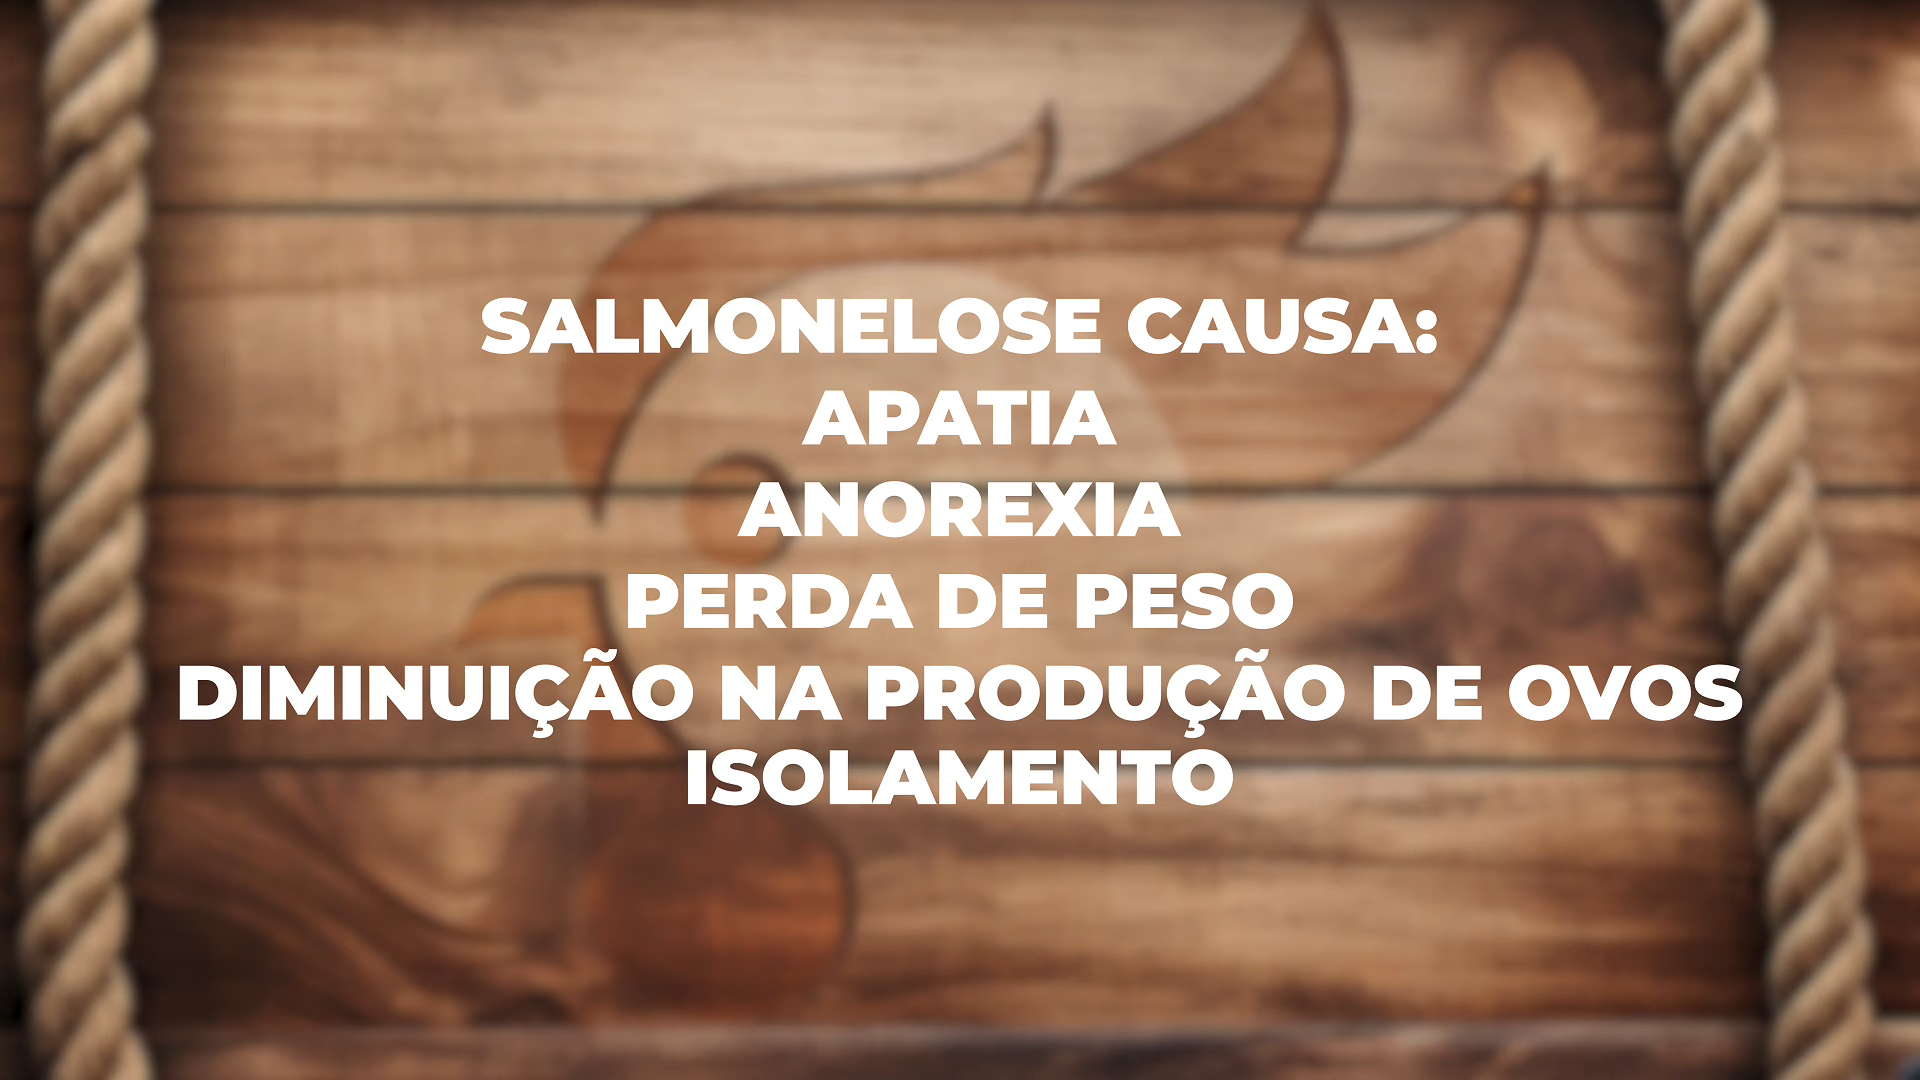 SALMONELOSE CAUSA:
APATIA
ANOREXIA
PERDA DE PESO
DIMINUIÇÃO NA PRODUÇÃO DE OVOS
ISOLAMENTO